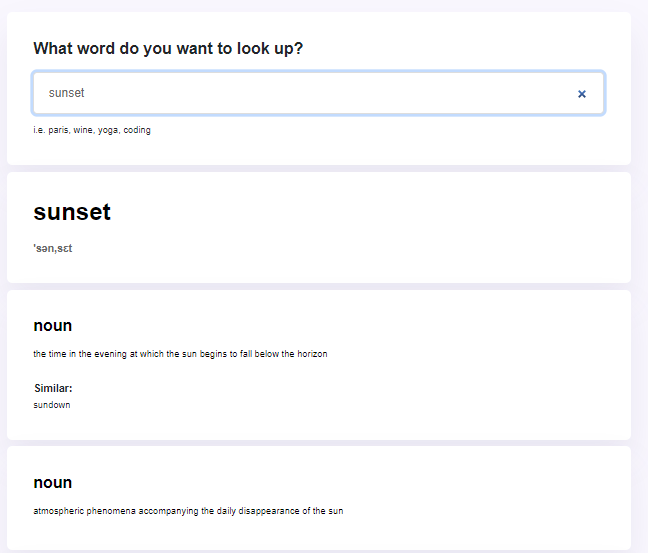 What word do you want to look up?
sunset
×
i.e. paris, wine, yoga, coding
sunset
'sən,sɛt
noun
the time in the evening at which the sun begins to fall below the horizon
Similar:
sundown
noun
atmospheric phenomena accompanying the daily disappearance of the sun